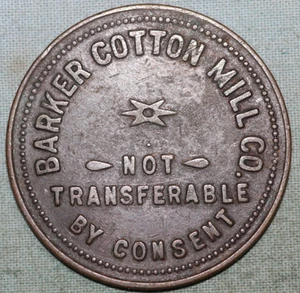 BARKER COTTON MILL CO.
NOT
TRANSFERABLE
BY CONSENT